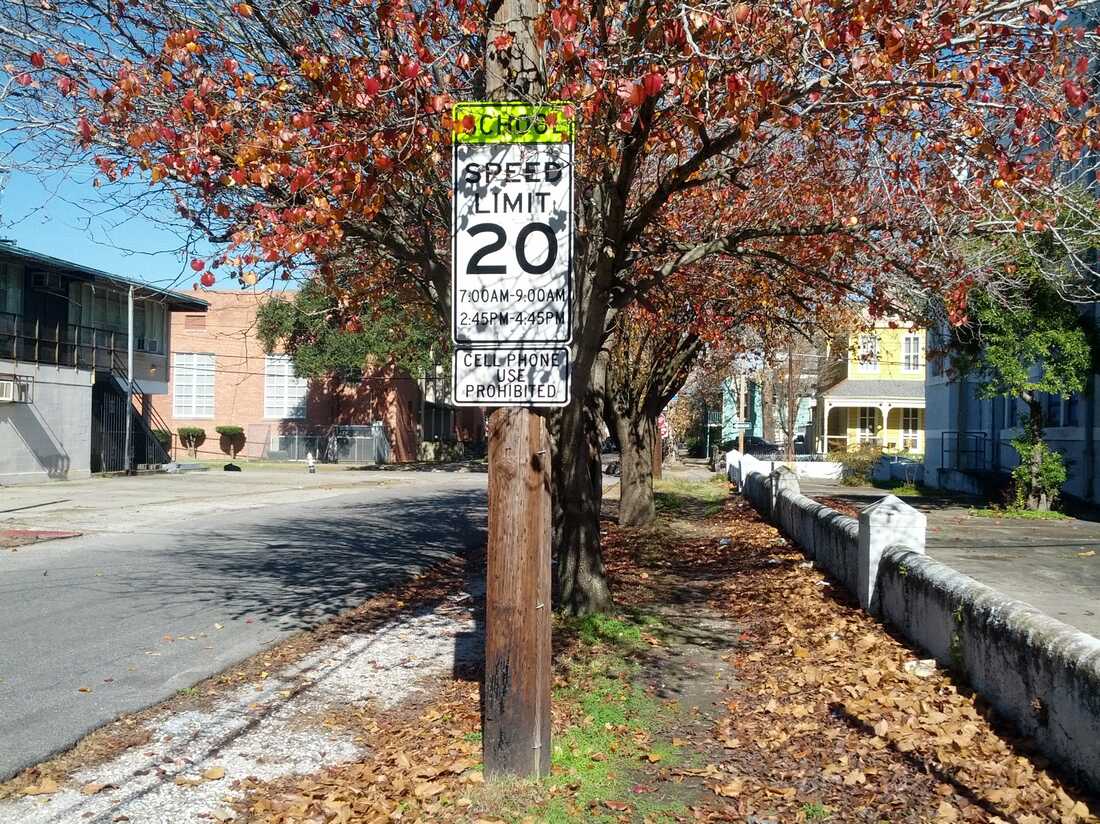 SCHOOL
SPEED
LIMIT
20
7:00AM-9:00AM
2:45PM-4:45PM
CELL PHONE
USE
PROHIBITED